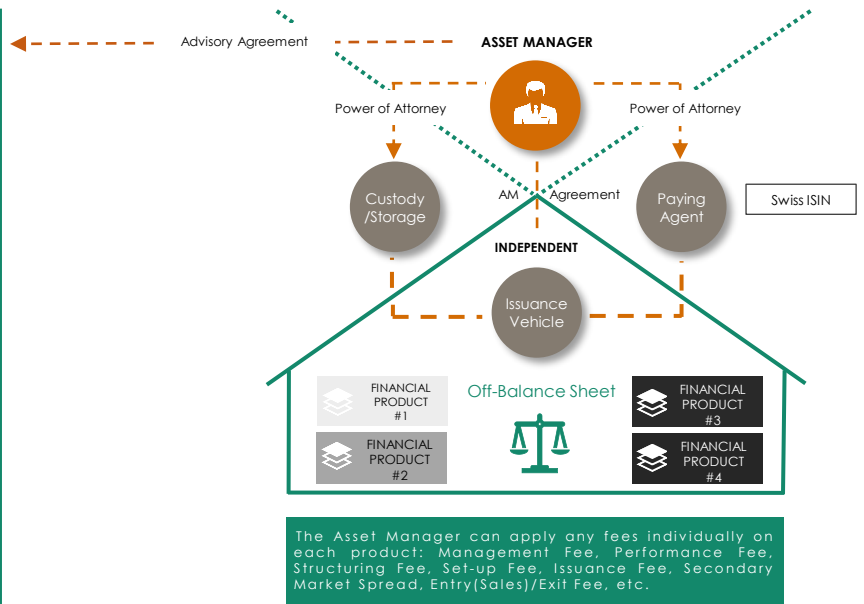 Advisory Agreement
ASSET MANAGER
Power of Attorney
Power of Attorney
Custody
/Storage
AM Agreement
Paying
Agent
Swiss ISIN
INDEPENDENT
Issuance
Vehicle
Off-Balance Sheet
FINANCIAL
PRODUCT
#1
FINANCIAL
PRODUCT
#2
FINANCIAL
PRODUCT
#3
FINANCIAL
PRODUCT
#4
The Asset Manager can apply any fees individually on
each product: Management Fee, Performance Fee,
Structuring Fee, Set-up Fee, Issuance Fee, Secondary
Market Spread, Entry(Sales)/Exit Fee, etc.